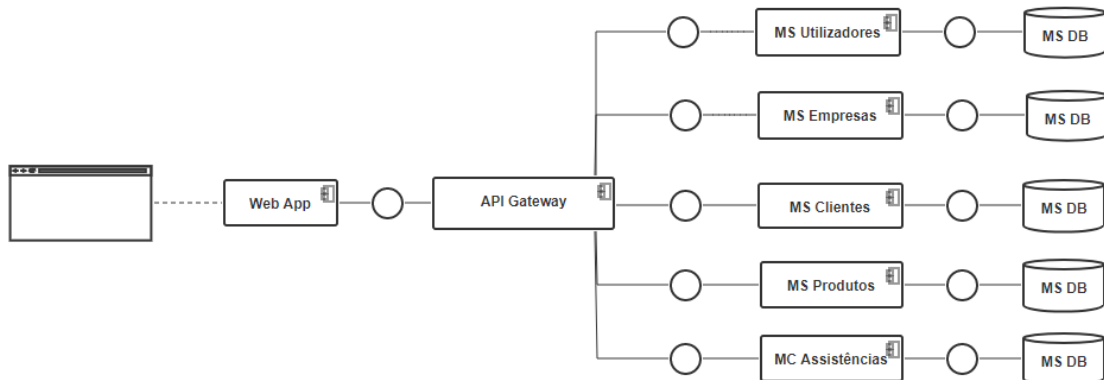 MS Utilizadores
MS DB
MS Empresas
MS DB
Web App
API Gateway
MS Clientes
MS DB
MS Produtos
MS DB
MC Assistências
MS DB